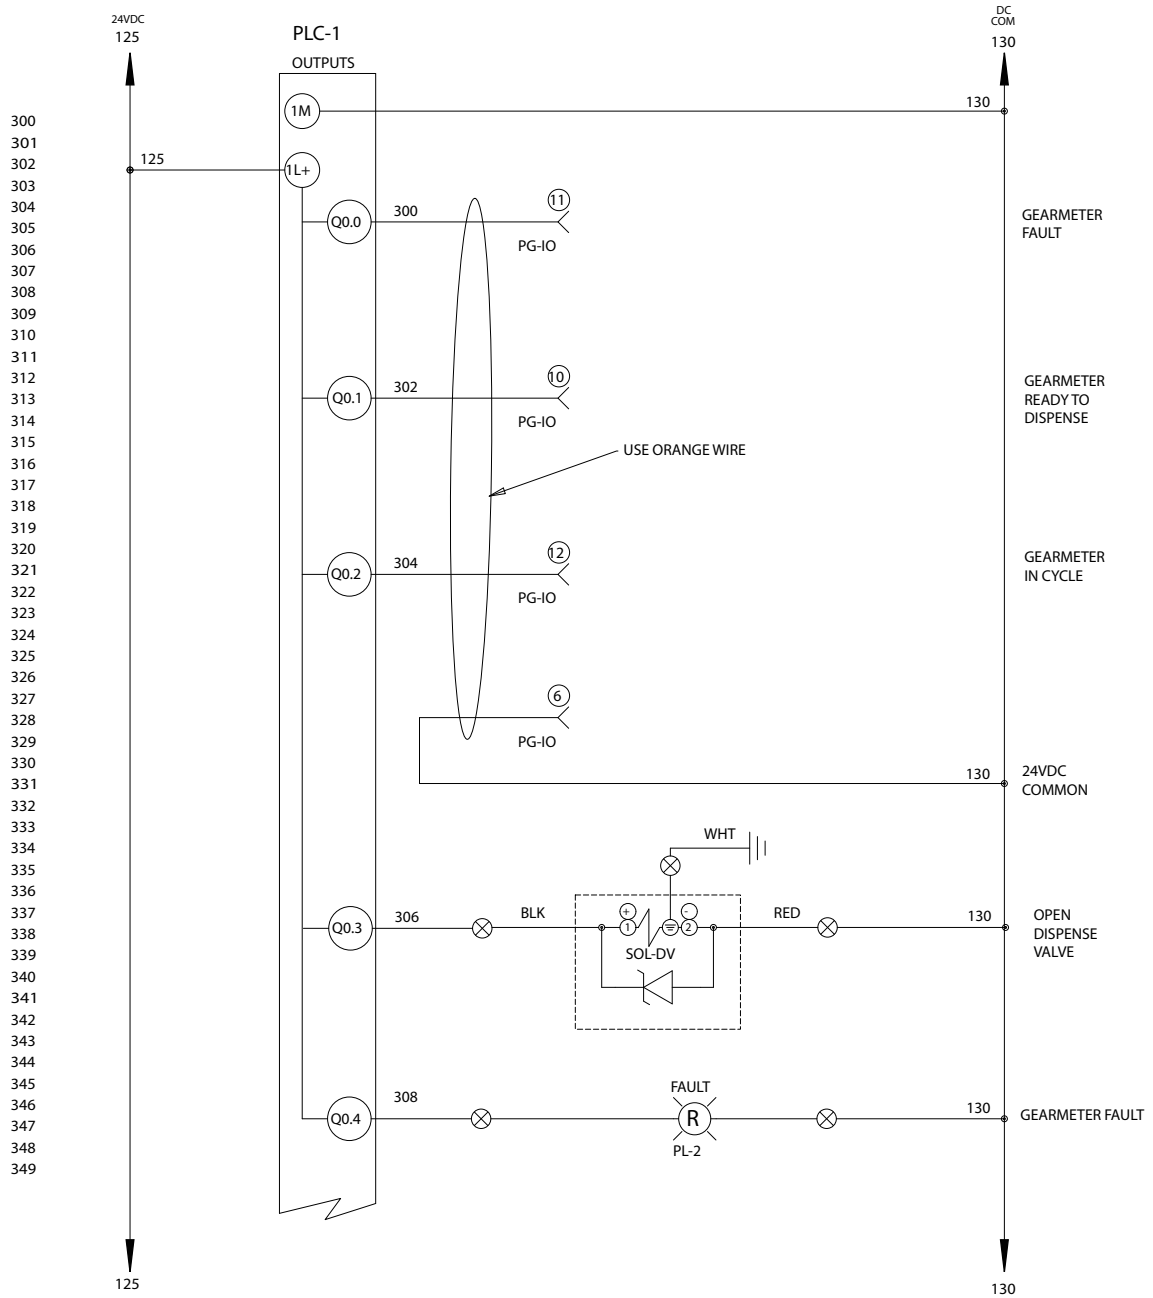 24VDC
125
DC
COM
130
PLC-1
OUTPUTS
1M
130
300
301
302
303
304
305
306
307
308
309
310
311
312
313
314
315
316
317
318
319
320
321
322
323
324
325
326
327
328
329
330
331
332
333
334
335
336
337
338
339
340
341
342
343
344
345
346
347
348
349
125
1L+
Q0.0
300
11
PG-IO
GEARMETER
FAULT
Q0.1
302
10
PG-IO
GEARMETER
READY TO
DISPENSE
USE ORANGE WIRE
Q0.2
304
12
PG-IO
GEARMETER
IN CYCLE
6
PG-IO
130
24VDC
COMMON
WHT
Q0.3
306
BLK
+
1
-
2
SOL-DV
RED
130
OPEN
DISPENSE
VALVE
Q0.4
308
FAULT
R
PL-2
130
GEARMETER FAULT
125
130